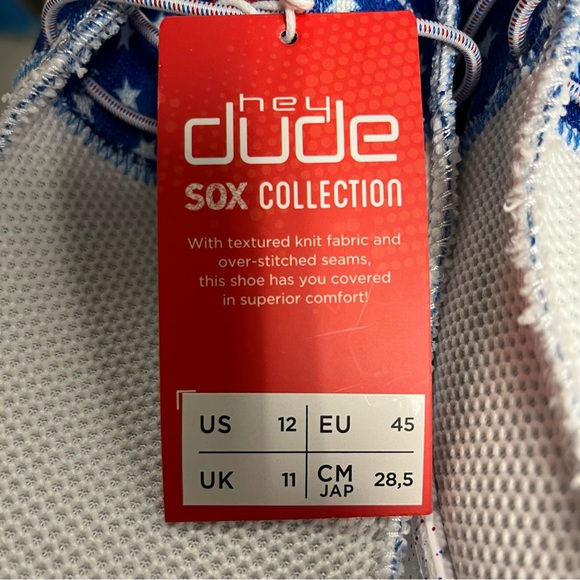 hey
dude
SOX COLLECTION
With textured knit fabric and
over-stitched seams,
this shoe has you covered
in superior comfort!
US 12 EU 45
UK 11 CM JAP 28,5